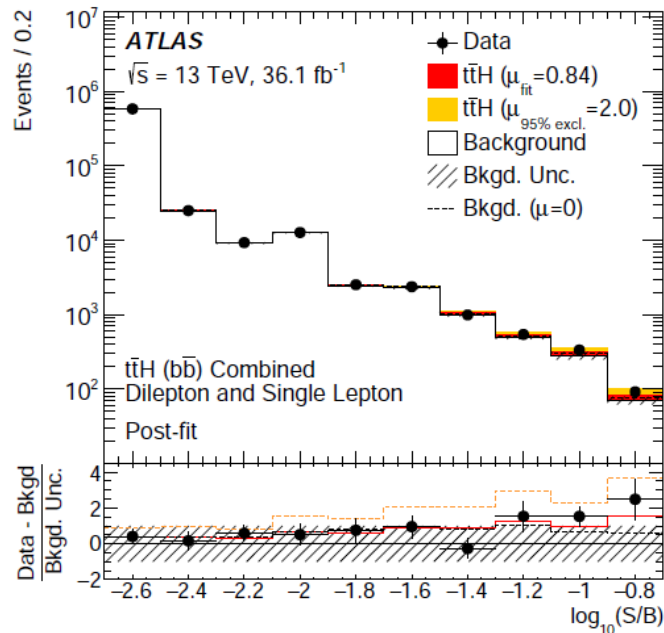 Events / 0.2
10⁷
10⁶
10⁵
10⁴
10³
10²
ATLAS
√s = 13 TeV, 36.1 fb⁻¹
Data
tt̄H (μ_fit=0.84)
tt̄H (μ_95% excl.=2.0)
Background
Bkgd. Unc.
Bkgd. (μ=0)
tt̄H (bb̄) Combined
Dilepton and Single Lepton
Post-fit
Data - Bkgd
Bkgd. Unc.
4
2
0
−2
−2.6 −2.4 −2.2 −2 −1.8 −1.6 −1.4 −1.2 −1 −0.8
log₁₀(S/B)